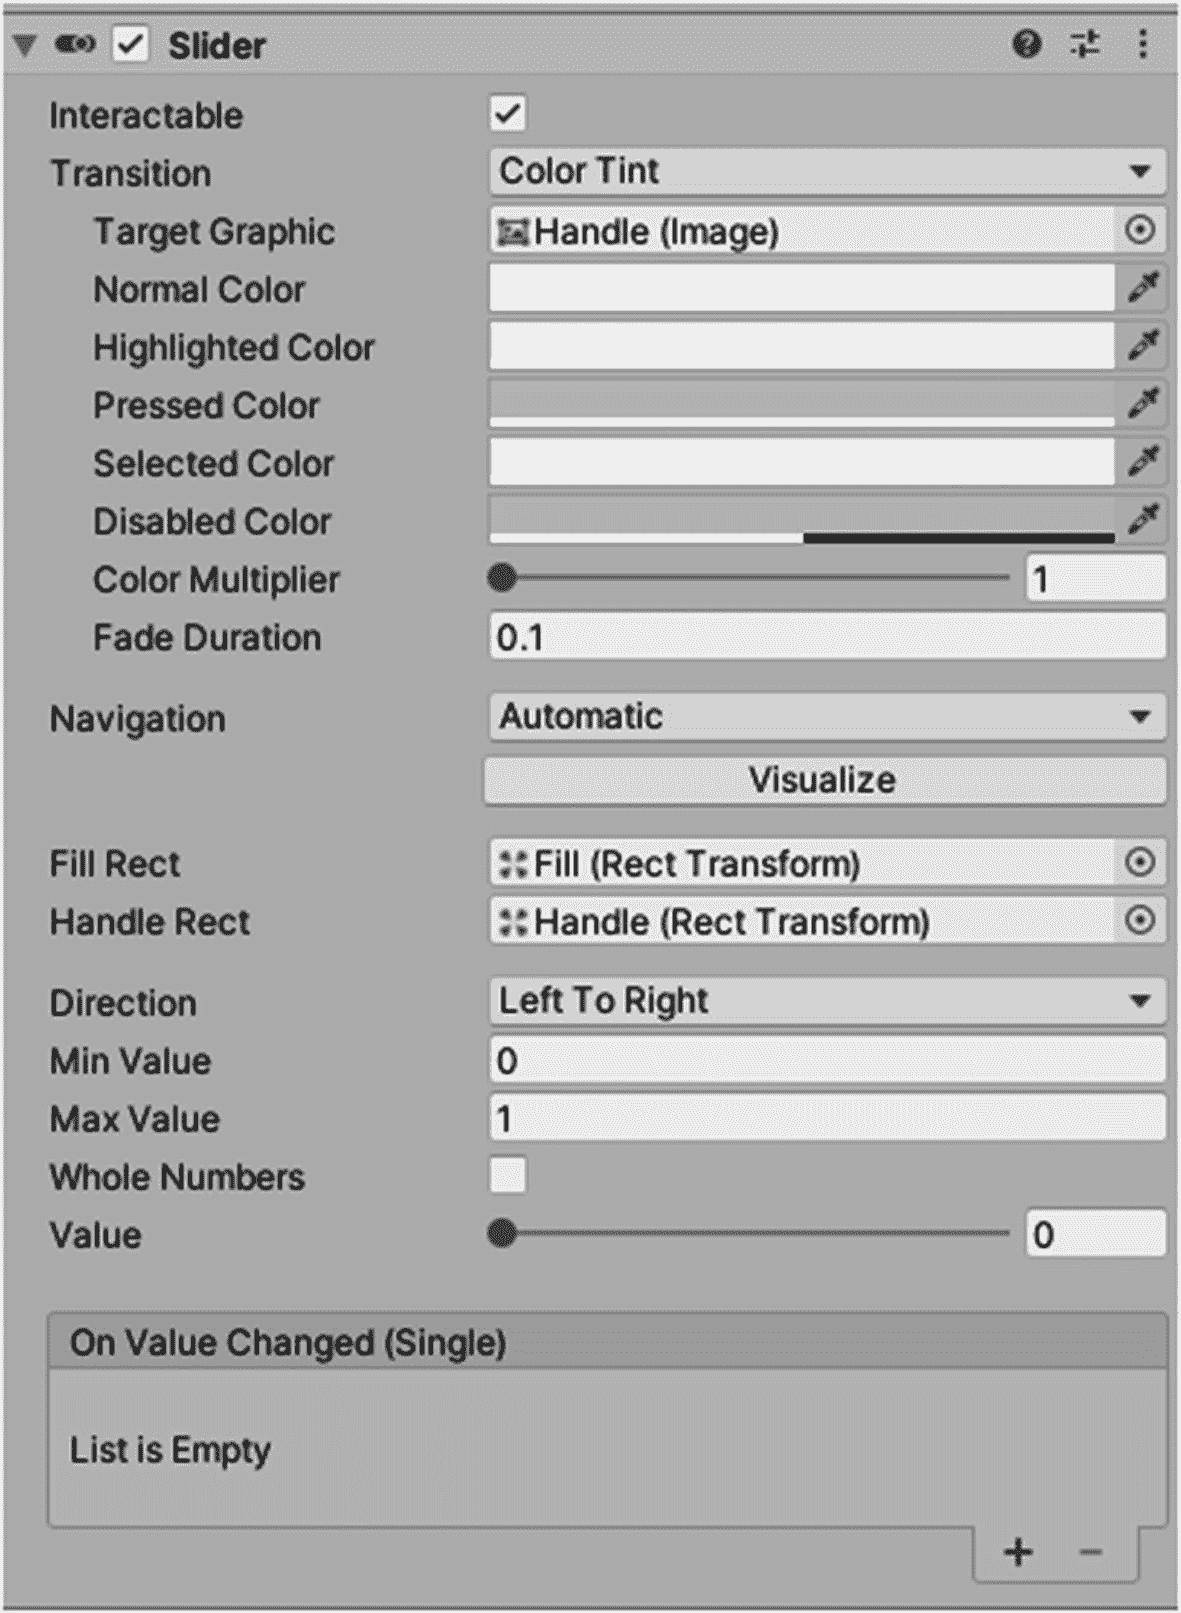 Slider
Interactable
Transition Color Tint
Target Graphic Handle (Image)
Normal Color
Highlighted Color
Pressed Color
Selected Color
Disabled Color
Color Multiplier 1
Fade Duration 0.1
Navigation Automatic
Visualize
Fill Rect Fill (Rect Transform)
Handle Rect Handle (Rect Transform)
Direction Left To Right
Min Value 0
Max Value 1
Whole Numbers
Value 0
On Value Changed (Single)
List is Empty